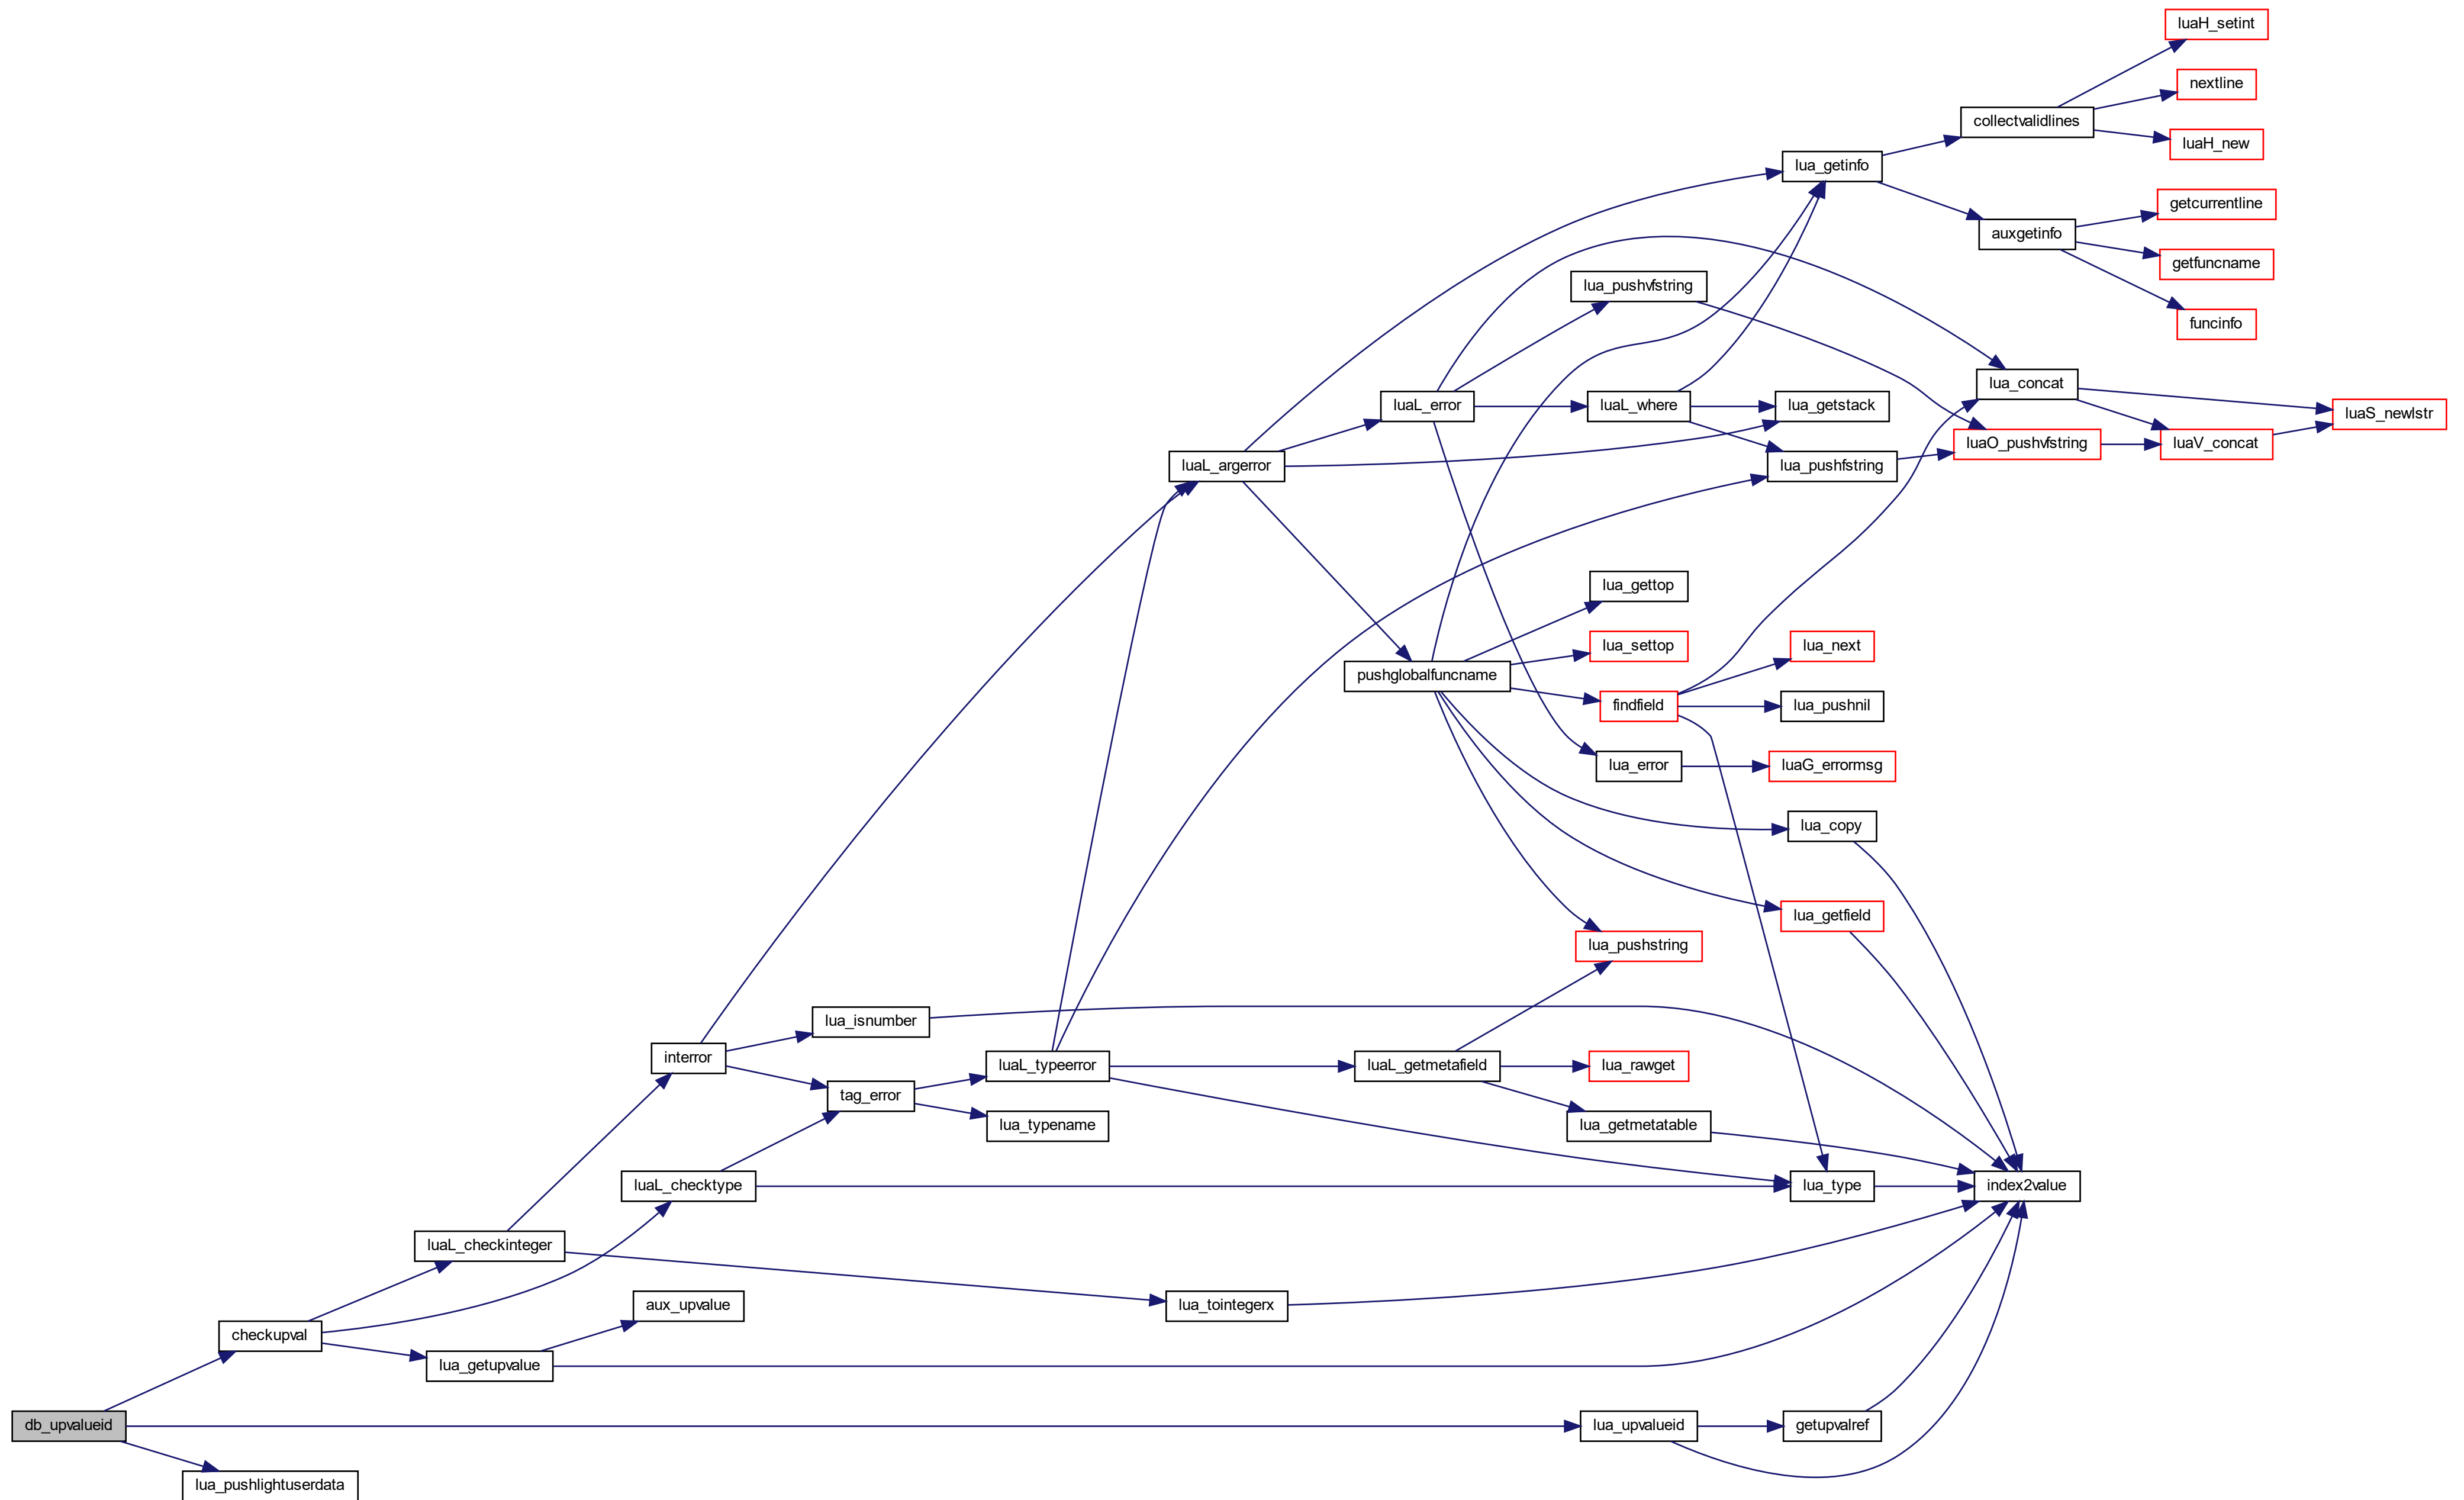 luaH_setint
nextline
collectvalidlines
luaH_new
lua_getinfo
getcurrentline
auxgetinfo
getfuncname
lua_pushvfstring
funcinfo
lua_concat
luaL_error
luaL_where
lua_getstack
luaS_newlstr
luaO_pushvfstring
luaV_concat
luaL_argerror
lua_pushfstring
lua_gettop
lua_settop
lua_next
pushglobalfuncname
findfield
lua_pushnil
lua_error
luaG_errormsg
lua_copy
lua_getfield
lua_pushstring
lua_isnumber
interror
luaL_typeerror
luaL_getmetafield
lua_rawget
tag_error
lua_typename
lua_getmetatable
luaL_checktype
lua_type
index2value
luaL_checkinteger
aux_upvalue
lua_tointegerx
checkupval
lua_getupvalue
db_upvalueid
lua_upvalueid
getupvalref
lua_pushlightuserdata